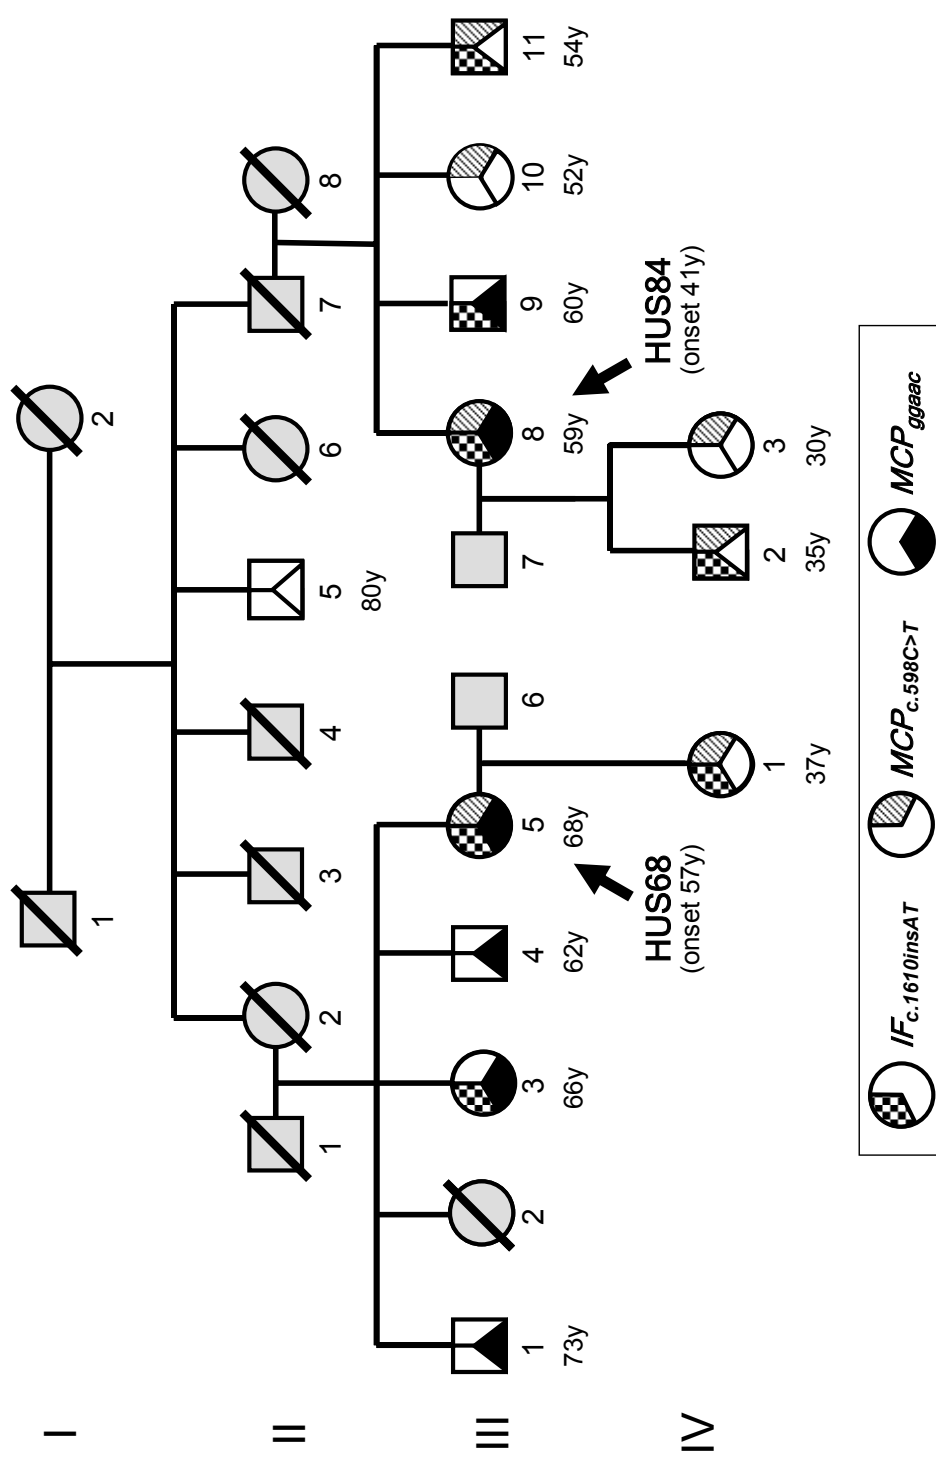 I
1 2
II
1 2 3 4 5 6 7 8
80y
III
1 2 3 4 5 6 7 8 9 10 11
73y 66y 62y 68y 59y 60y 52y 54y
HUS68
(onset 57y)
HUS84
(onset 41y)
IV
1 2 3
37y 35y 30y
IFc.1610insAT MCPc.598C>T MCPggaac